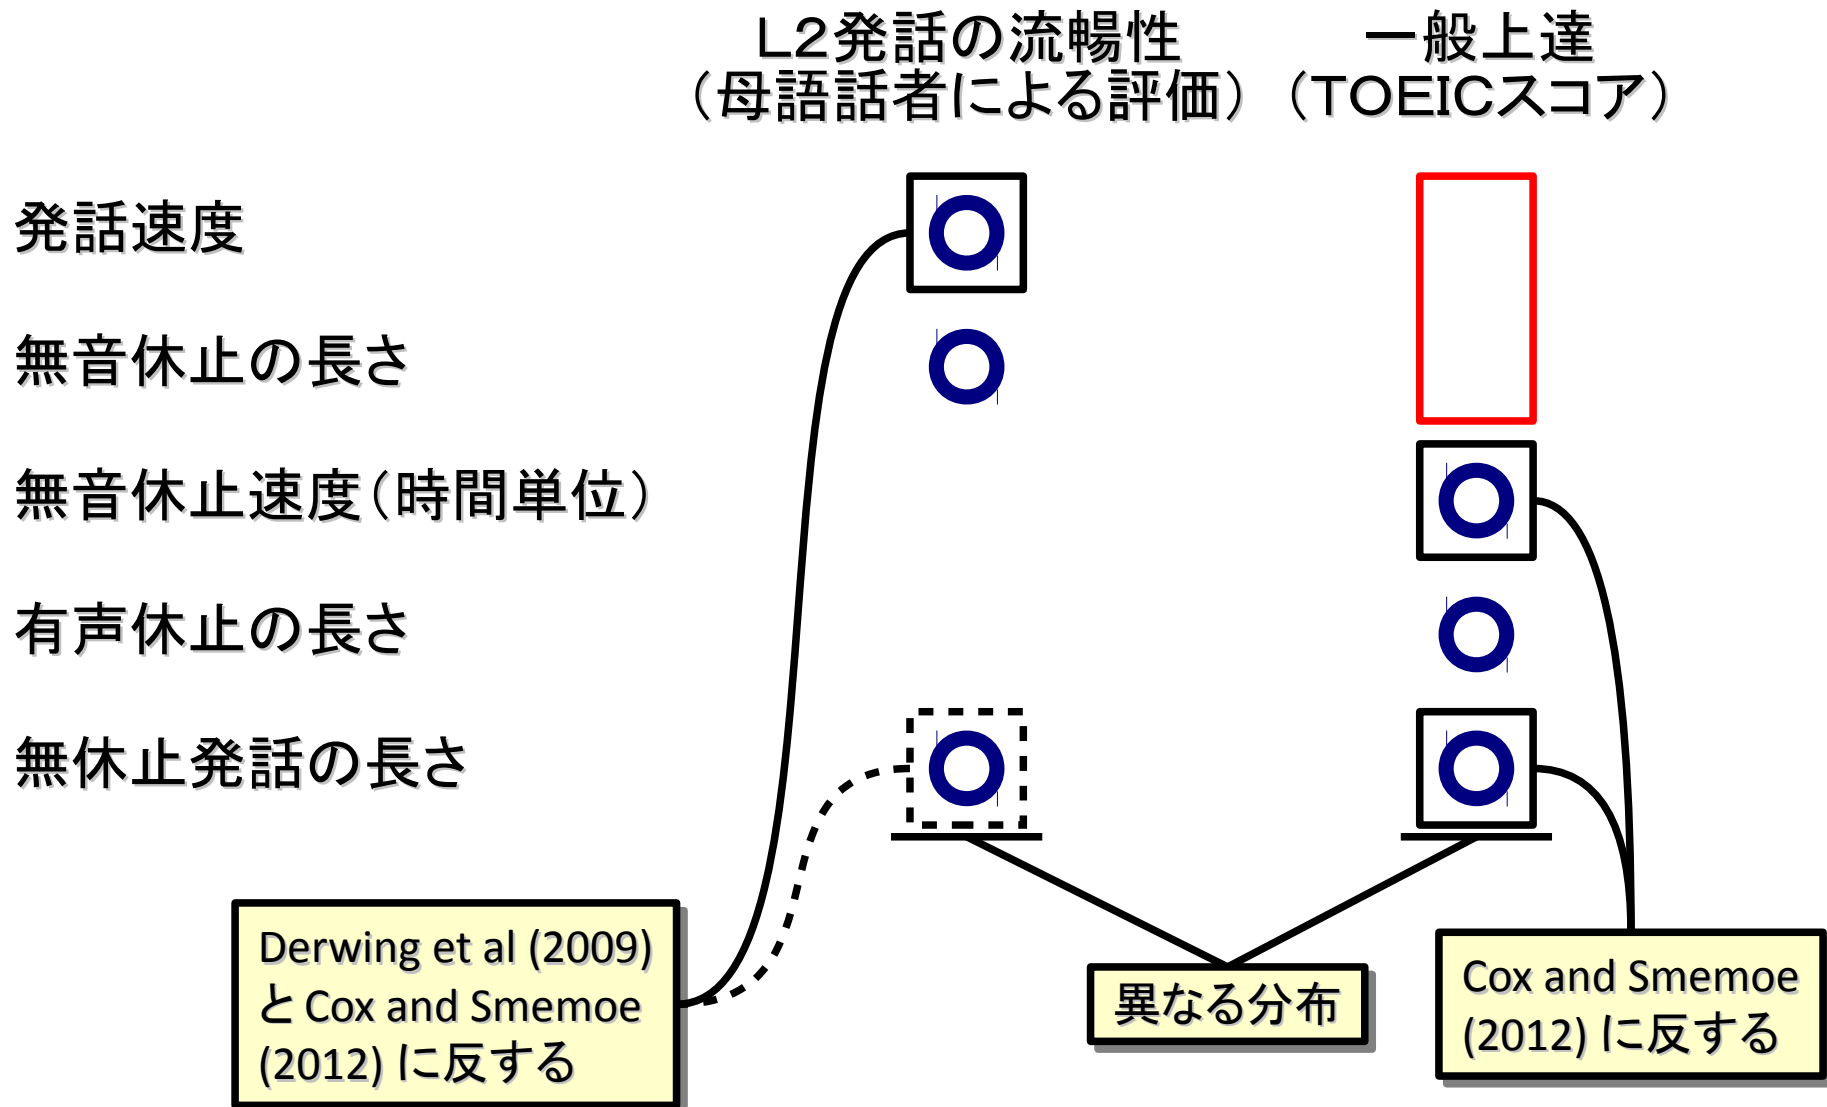 L2発話の流暢性
(母語話者による評価)
一般上達
(TOEICスコア)
発話速度
無音休止の長さ
無音休止速度(時間単位)
有声休止の長さ
無休止発話の長さ
Derwing et al (2009)
と Cox and Smemoe
(2012) に反する
異なる分布
Cox and Smemoe
(2012) に反する